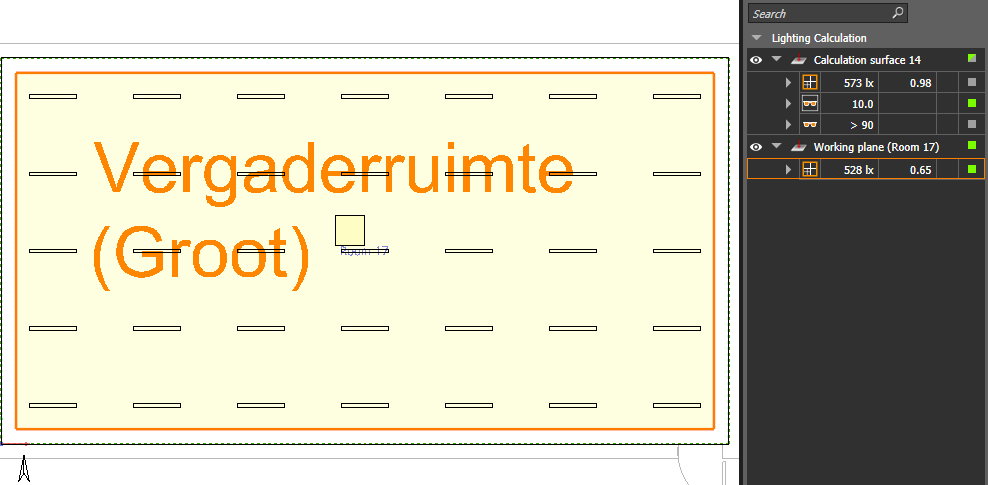 Vergaderruimte
(Groot)
Room 17
Search
Lighting Calculation
Calculation surface 14
573 lx 0.98
10.0
> 90
Working plane (Room 17)
528 lx 0.65